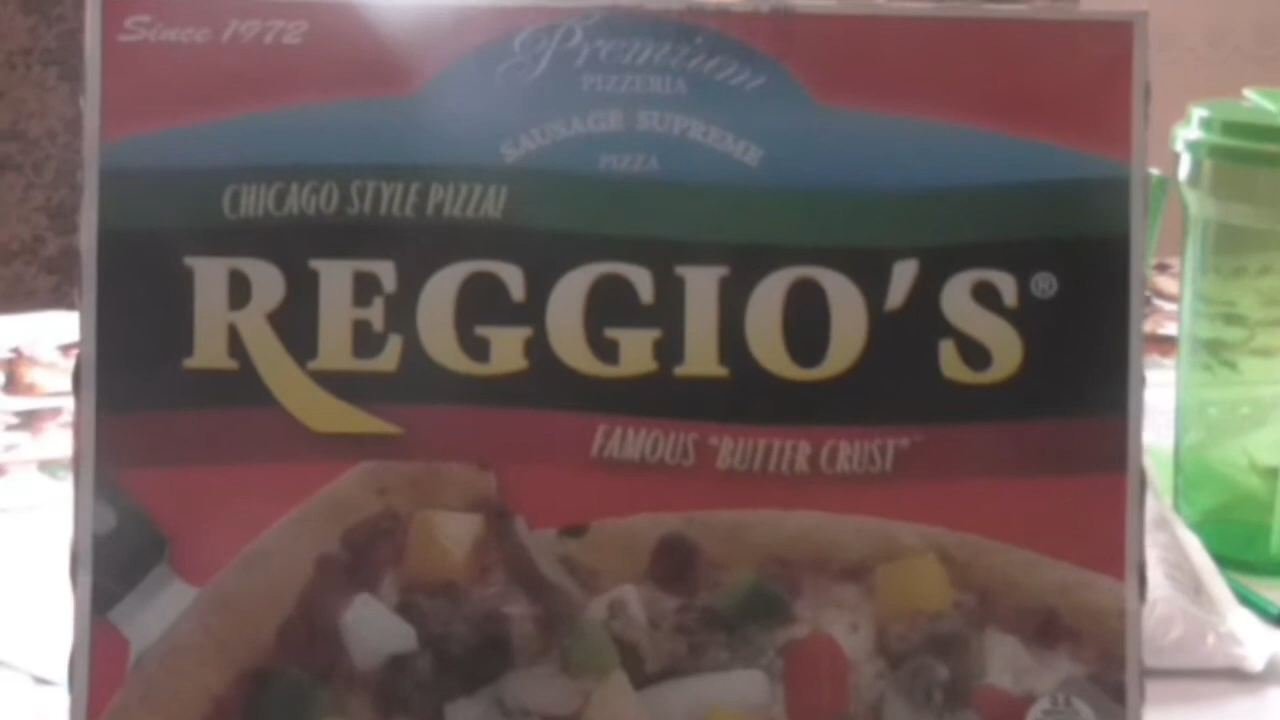 Since 1972
Premium
PIZZERIA
SAUSAGE SUPREME
PIZZA
CHICAGO STYLE PIZZA!
REGGIO'S®
FAMOUS "BUTTER CRUST"